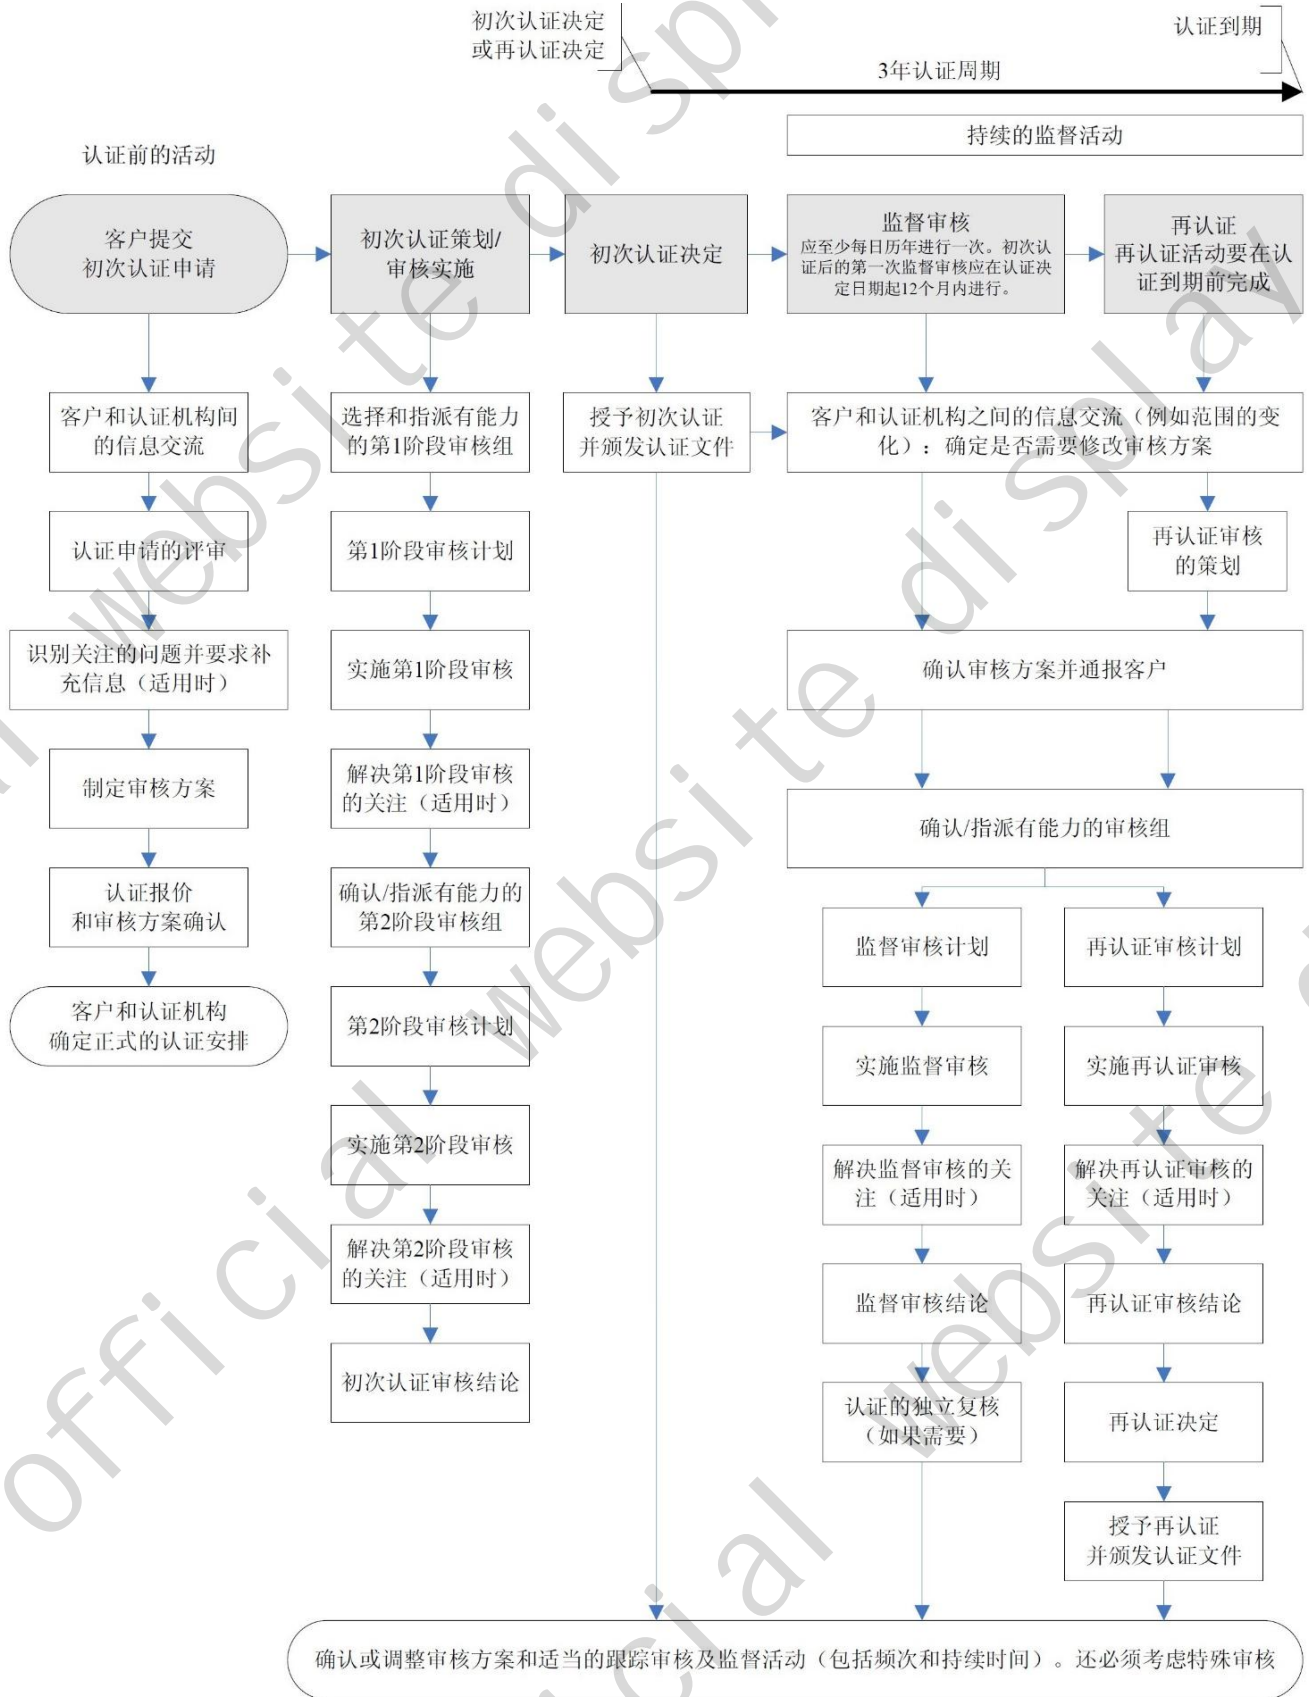 初次认证决定
或再认证决定
认证到期
3年认证周期
持续的监督活动
认证前的活动
客户提交
初次认证申请
初次认证策划/
审核实施
初次认证决定
监督审核
应至少每日历年进行一次。初次认
证后的第一次监督审核应在认证决
定日期起12个月内进行。
再认证
再认证活动要在认
证到期前完成
客户和认证机构间
的信息交流
选择和指派有能力
的第1阶段审核组
授予初次认证
并颁发认证文件
客户和认证机构之间的信息交流（例如范围的变
化）：确定是否需要修改审核方案
认证申请的评审
第1阶段审核计划
再认证审核
的策划
识别关注的问题并要求补
充信息（适用时）
实施第1阶段审核
确认审核方案并通报客户
制定审核方案
解决第1阶段审核
的关注（适用时）
确认/指派有能力的审核组
认证报价
和审核方案确认
确认/指派有能力的
第2阶段审核组
监督审核计划
再认证审核计划
客户和认证机构
确定正式的认证安排
第2阶段审核计划
实施监督审核
实施再认证审核
实施第2阶段审核
解决监督审核的关
注（适用时）
解决再认证审核的
关注（适用时）
解决第2阶段审核
的关注（适用时）
监督审核结论
再认证审核结论
初次认证审核结论
认证的独立复核
（如果需要）
再认证决定
授予再认证
并颁发认证文件
确认或调整审核方案和适当的跟踪审核及监督活动（包括频次和持续时间）。还必须考虑特殊审核
website display
official website display
official website